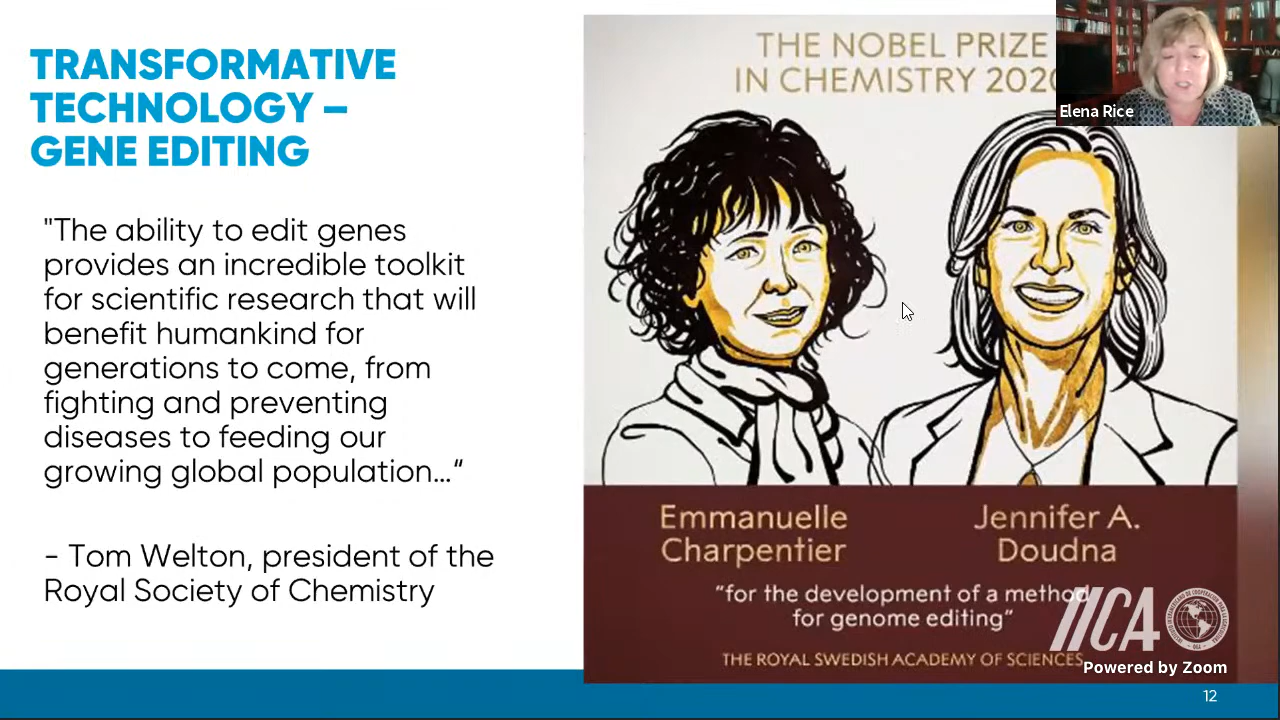 TRANSFORMATIVE
TECHNOLOGY –
GENE EDITING
"The ability to edit genes
provides an incredible toolkit
for scientific research that will
benefit humankind for
generations to come, from
fighting and preventing
diseases to feeding our
growing global population…“
- Tom Welton, president of the
Royal Society of Chemistry
THE NOBEL PRIZE
IN CHEMISTRY 2020
Elena Rice
Emmanuelle
Charpentier
Jennifer A.
Doudna
“for the development of a method
for genome editing”
THE ROYAL SWEDISH ACADEMY OF SCIENCES
IICA
Powered by Zoom
12